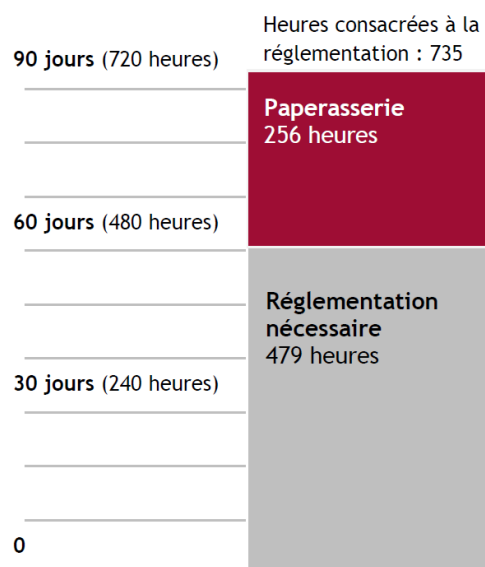 Heures consacrées à la
réglementation : 735
90 jours (720 heures)
Paperasserie
256 heures
60 jours (480 heures)
Réglementation
nécessaire
479 heures
30 jours (240 heures)
0